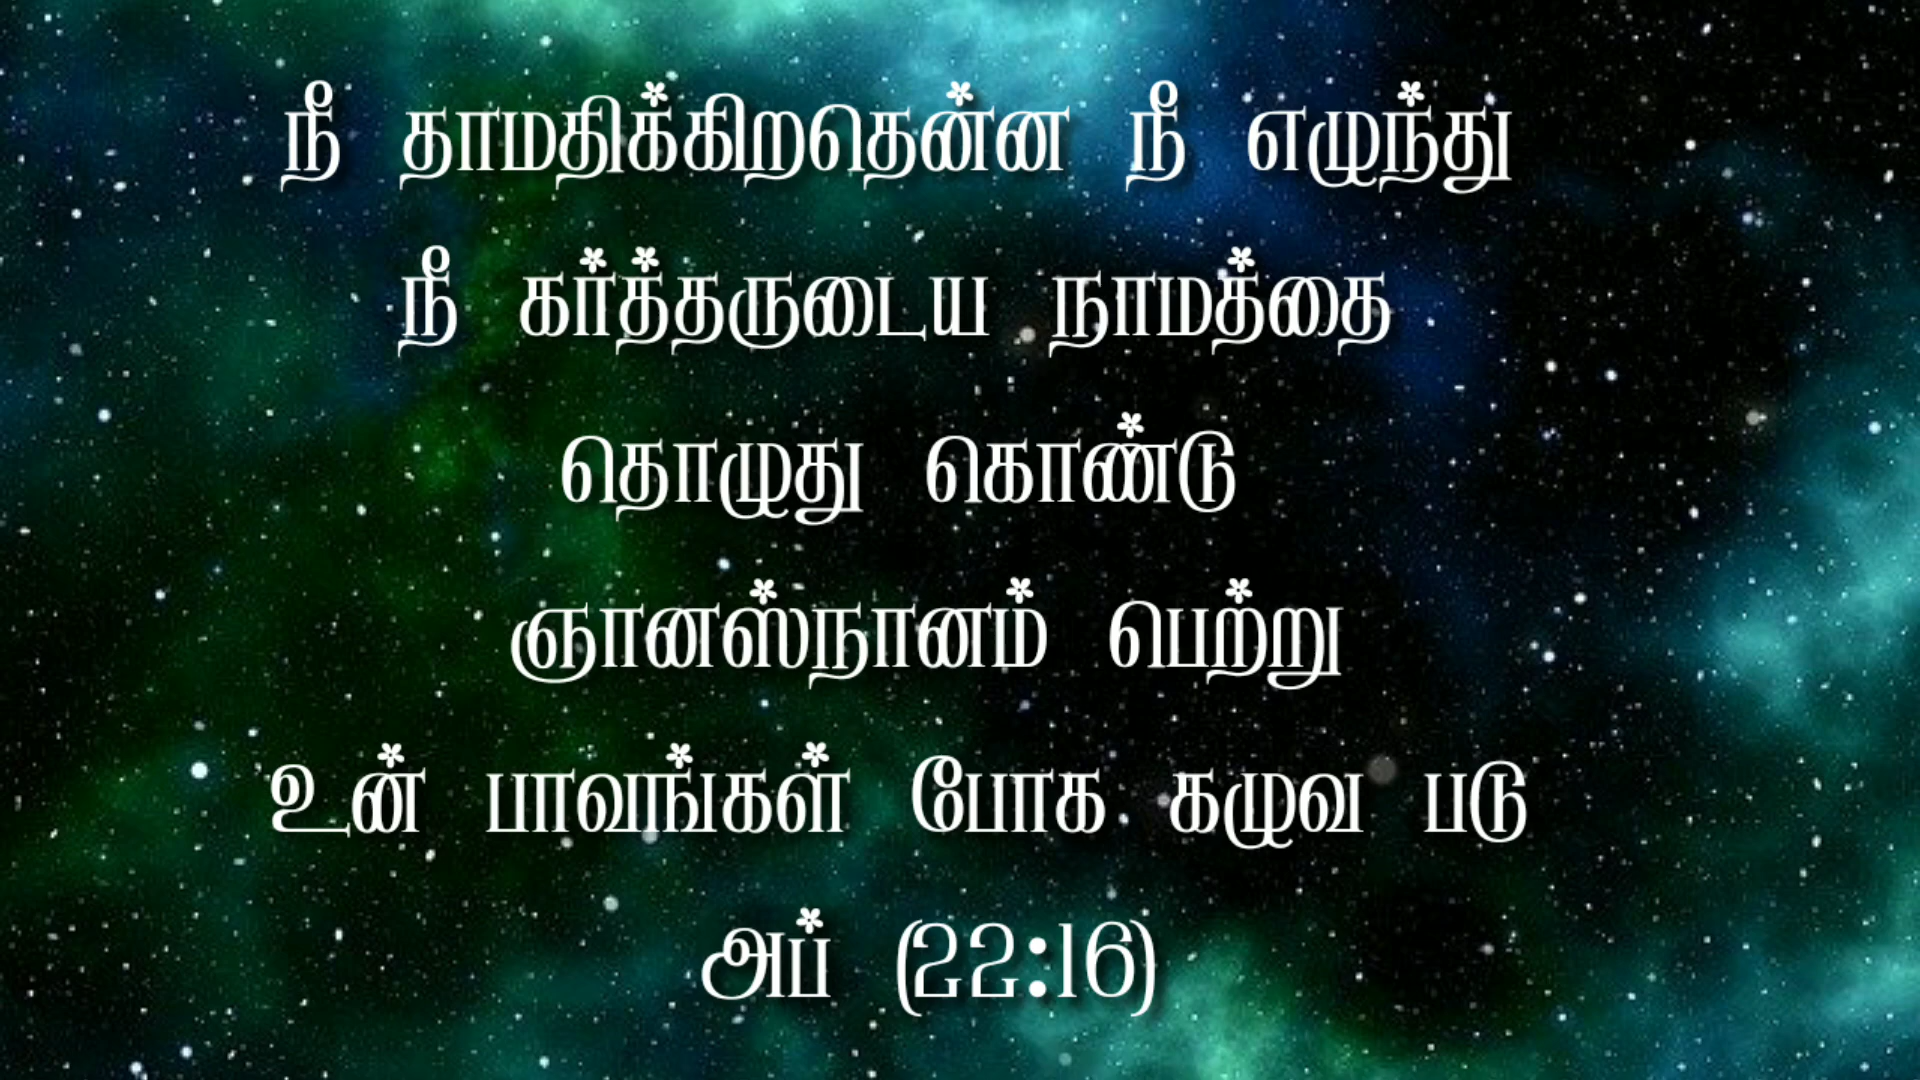 நீ தாமதிக்கிறதென்ன நீ எழுந்து
நீ கர்த்தருடைய நாமத்தை
தொழுது கொண்டு
ஞானஸ்நானம் பெற்று
உன் பாவங்கள் போக கழுவ படு
அப் (22:16)